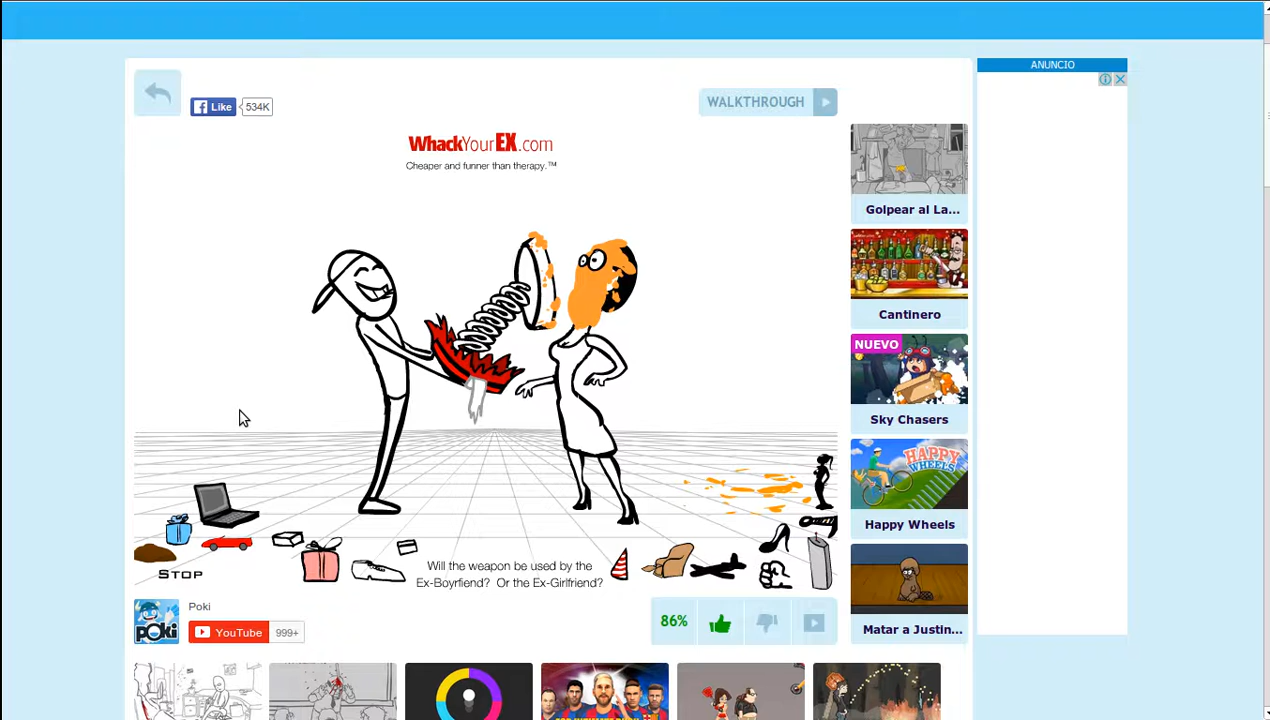 ANUNCIO
Like 534K
WALKTHROUGH
WhackYourEX.com
Cheaper and funner than therapy.™
Golpear al La...
Cantinero
NUEVO
Sky Chasers
HAPPY
WHEELS
Happy Wheels
Matar a Justin...
STOP
Will the weapon be used by the
Ex-Boyrfiend? Or the Ex-Girlfriend?
Poki
poki
YouTube 999+
86%